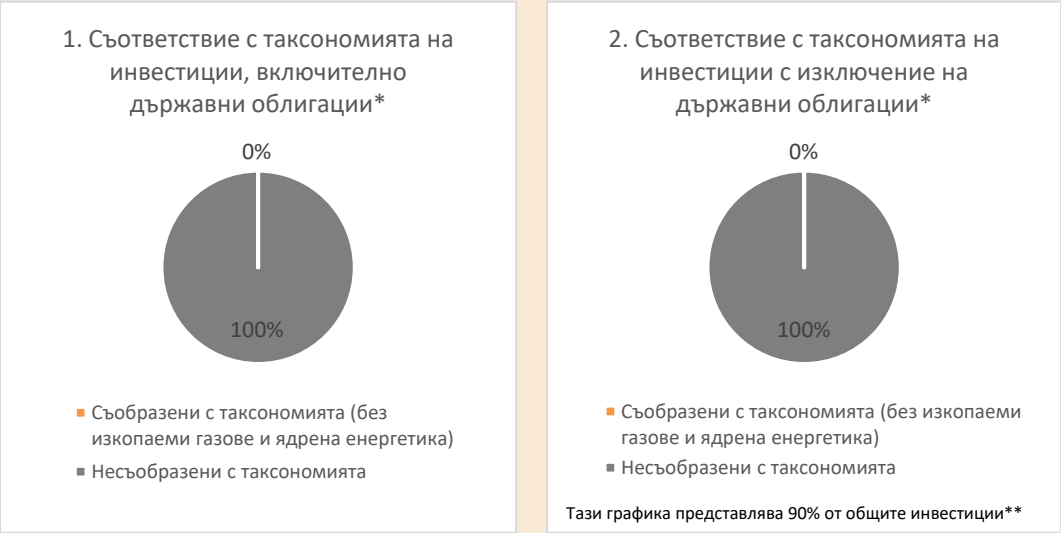 1. Съответствие с таксономията на
инвестиции, включително
държавни облигации*
0%
100%
Съобразени с таксономията (без
изкопаеми газове и ядрена енергетика)
Несъобразени с таксономията
2. Съответствие с таксономията на
инвестиции с изключение на
държавни облигации*
0%
100%
Съобразени с таксономията (без изкопаеми
газове и ядрена енергетика)
Несъобразени с таксономията
Тази графика представлява 90% от общите инвестиции**